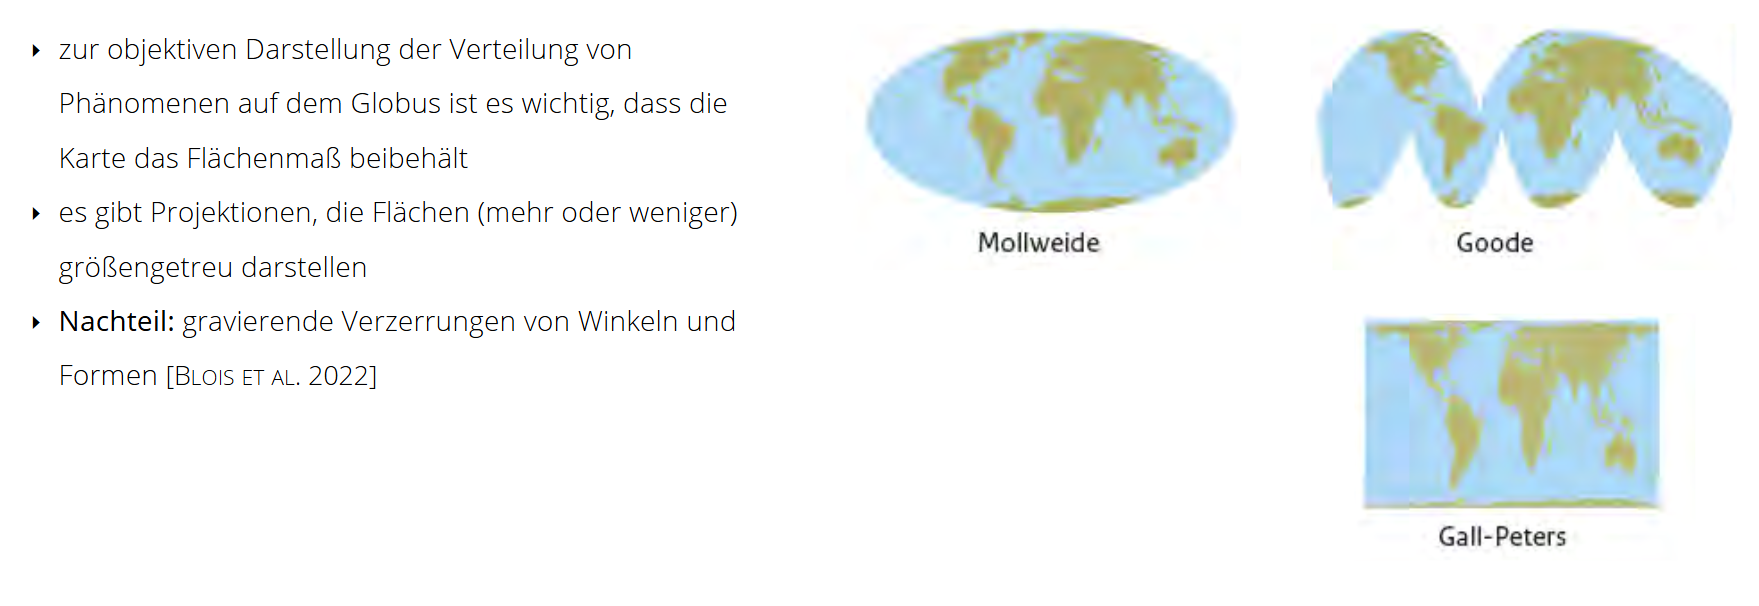 ‣ zur objektiven Darstellung der Verteilung von
Phänomenen auf dem Globus ist es wichtig, dass die
Karte das Flächenmaß beibehält
‣ es gibt Projektionen, die Flächen (mehr oder weniger)
größengetreu darstellen
‣ Nachteil: gravierende Verzerrungen von Winkeln und
Formen [BLOIS ET AL. 2022]
Mollweide
Goode
Gall-Peters